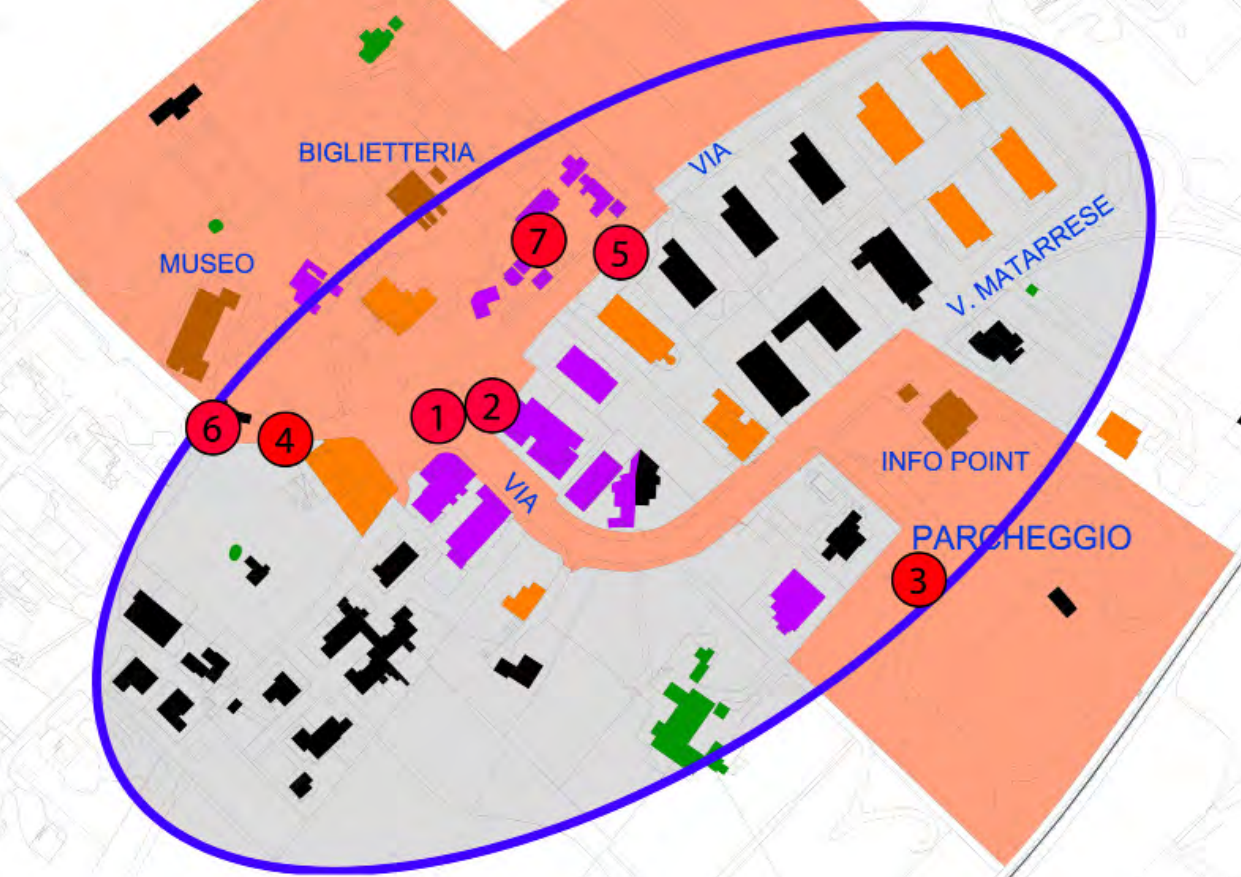 VIA
BIGLIETTERIA
7
5
MUSEO
V. MATARRESE
1
2
6
4
INFO POINT
VIA
PARCHEGGIO
3